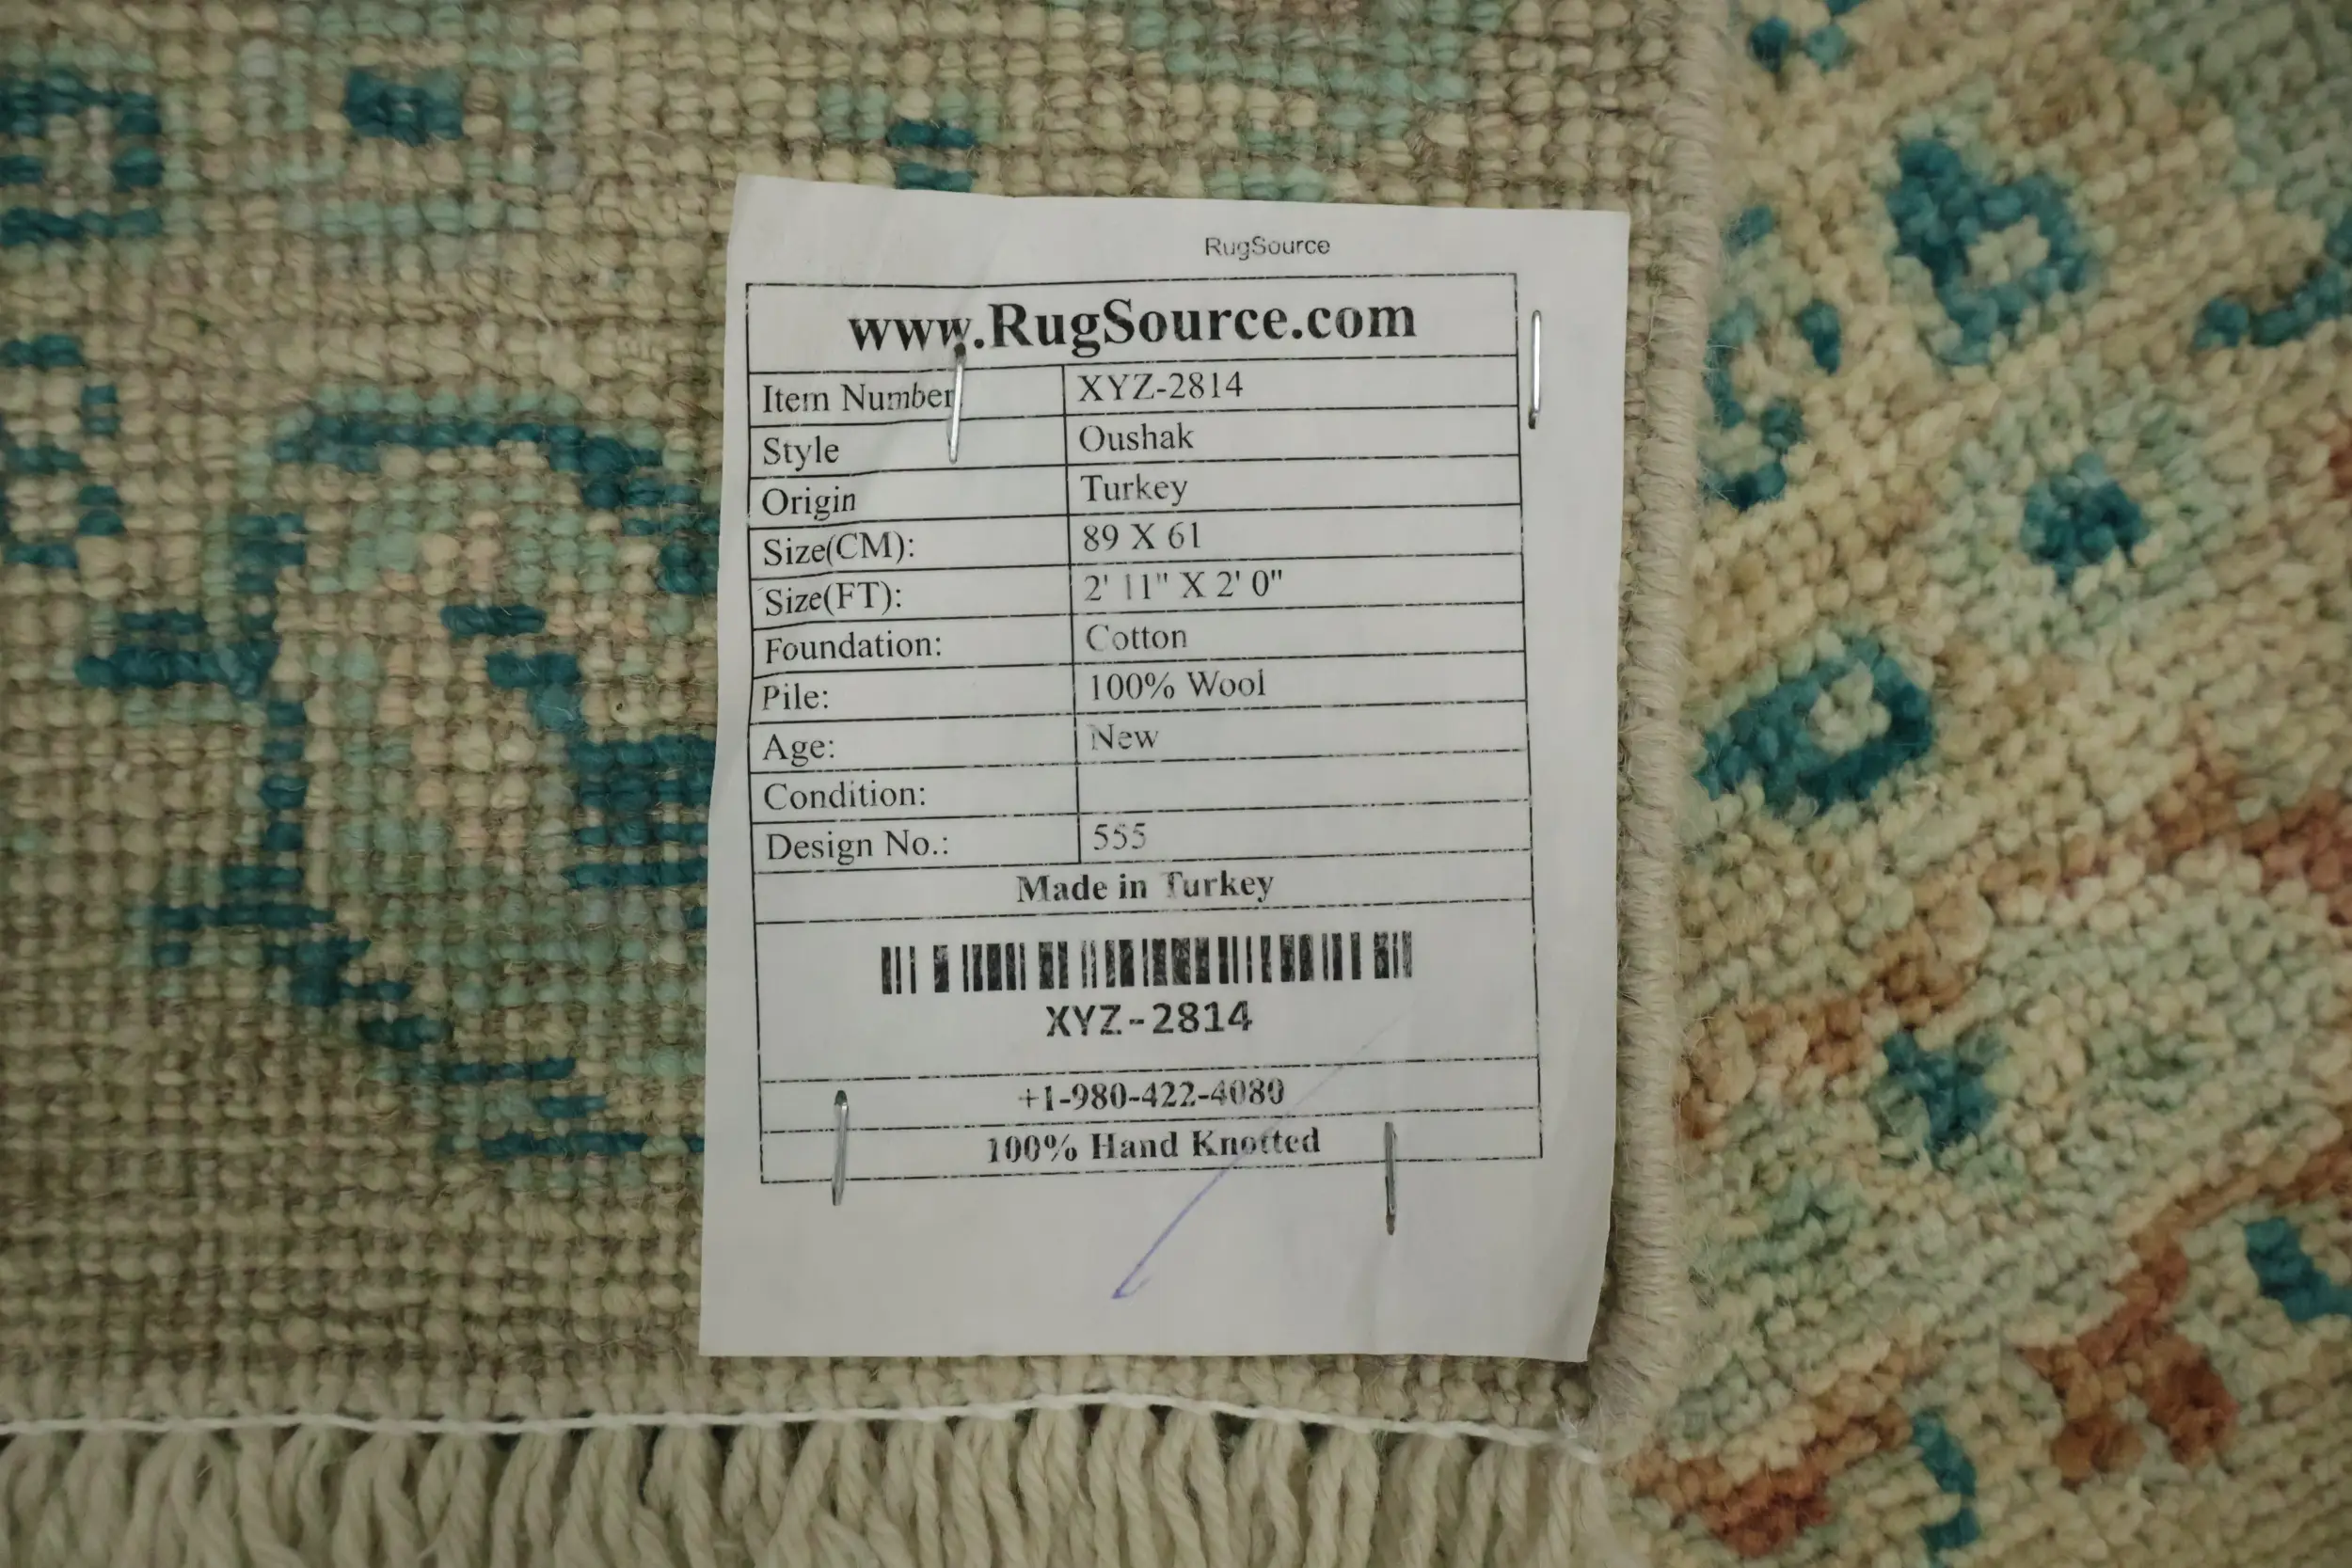 RugSource
www.RugSource.com
Item Number XYZ-2814
Style Oushak
Origin Turkey
Size(CM): 89 X 61
Size(FT): 2' 11" X 2' 0"
Foundation: Cotton
Pile: 100% Wool
Age: New
Condition:
Design No.: 555
Made in Turkey
XYZ-2814
+1-980-422-4080
100% Hand Knotted